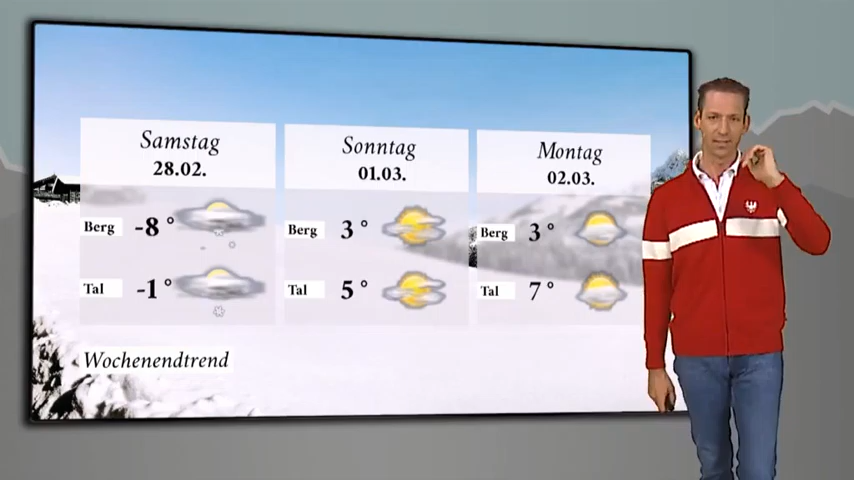 Samstag
28.02.
Berg -8°
Tal -1°
Sonntag
01.03.
Berg 3°
Tal 5°
Montag
02.03.
Berg 3°
Tal 7°
Wochenendtrend